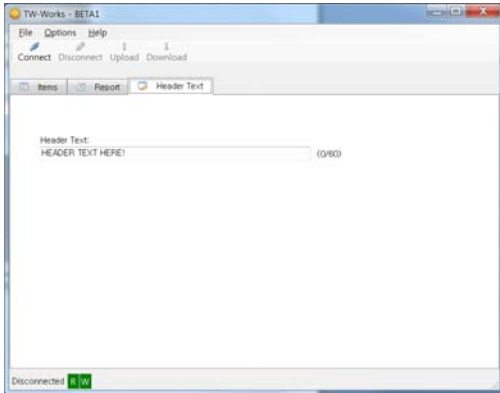 TW-Works - BETA1
File Options Help
Connect Disconnect Upload Download
Items Report Header Text
Header Text:
HEADER TEXT HERE! (0/60)
Disconnected R W